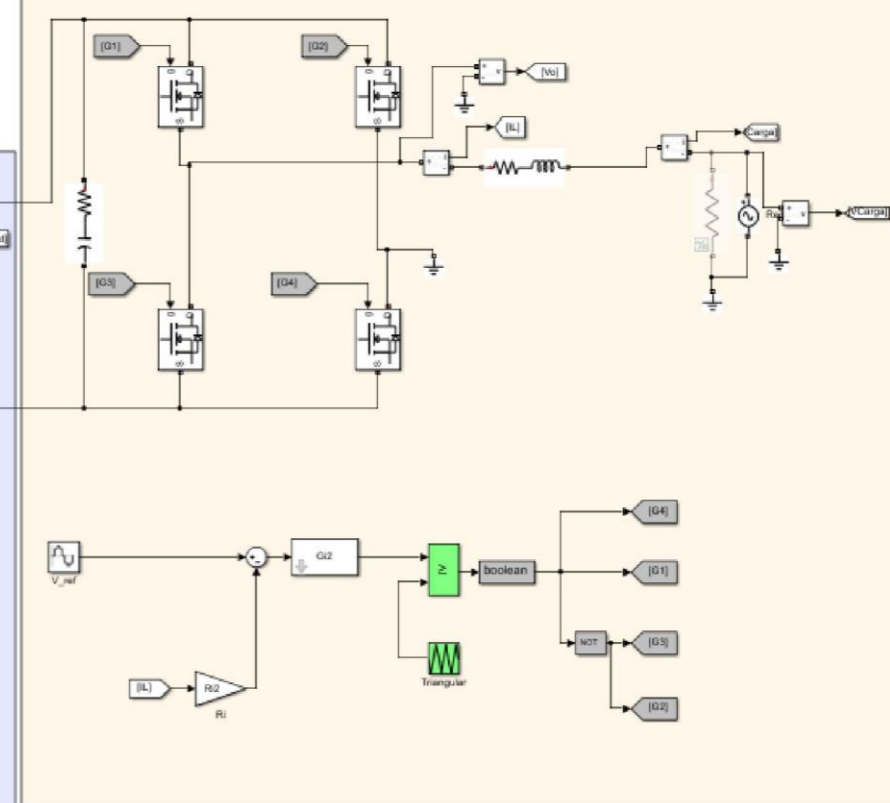 [G1]
[G2]
v
[Vo]
[IL]
[G3]
[G4]
v
[VCarga]
[G4]
V_ref
Gi2
≥
boolean
[G1]
NOT
[G3]
Triangular
[IL]
Ri2
Ri
[G2]